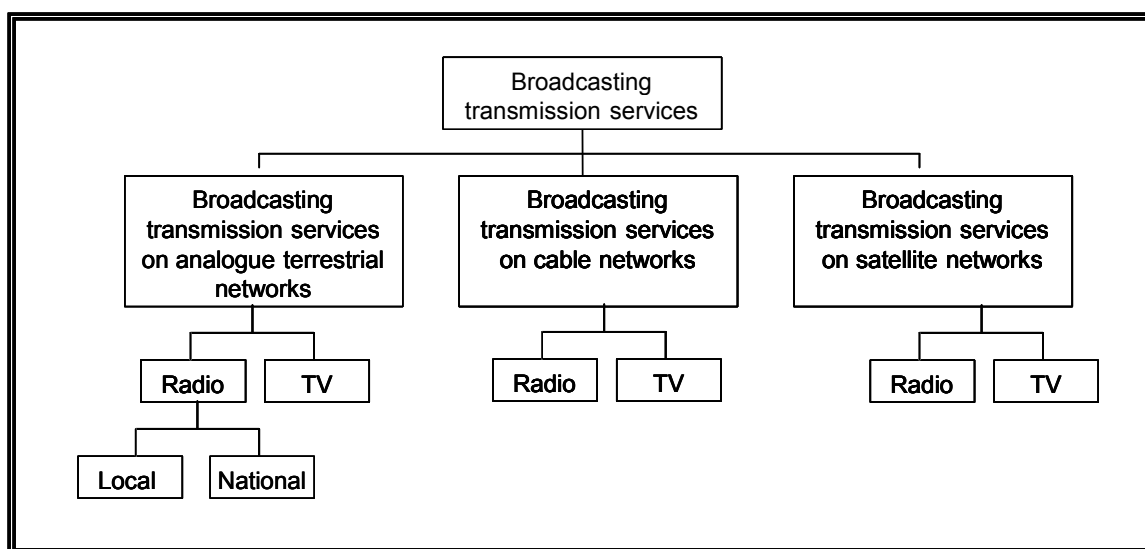 Broadcasting
transmission services
Broadcasting
transmission services
on analogue terrestrial
networks
Broadcasting
transmission services
on cable networks
Broadcasting
transmission services
on satellite networks
Radio
TV
Radio
TV
Radio
TV
Local
National